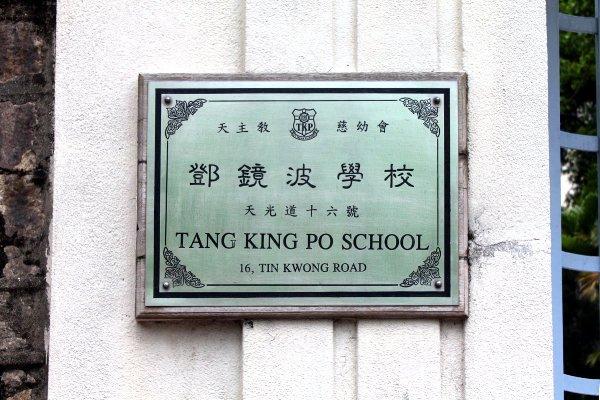 天主教 慈幼會
TKP
鄧鏡波學校
天光道十六號
TANG KING PO SCHOOL
16, TIN KWONG ROAD